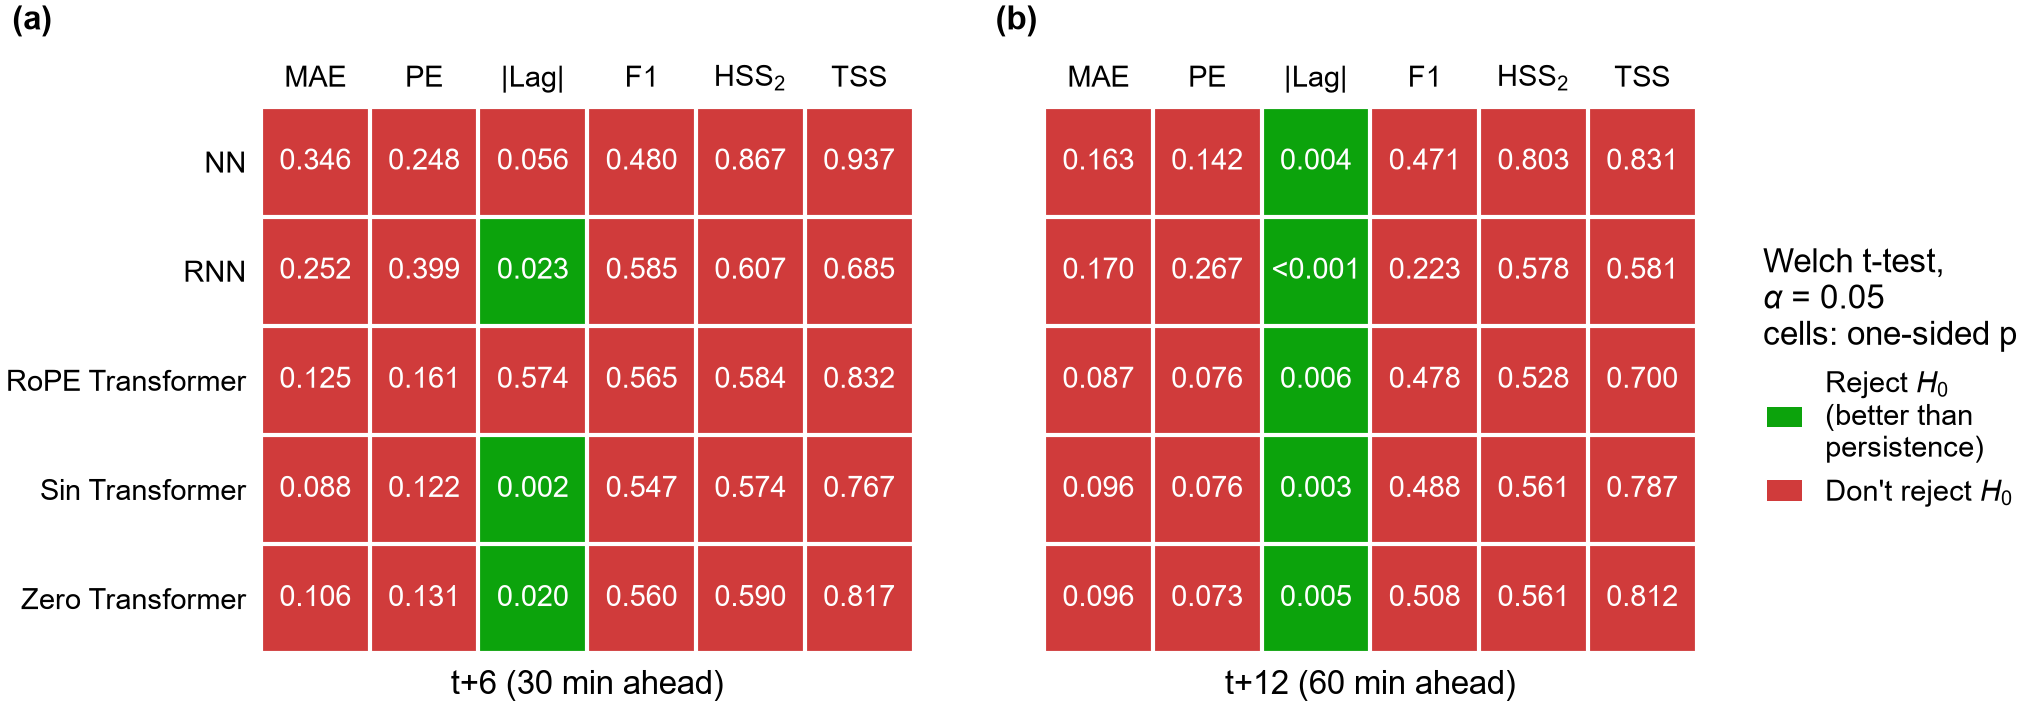 (a)
MAE PE |Lag| F1 HSS₂ TSS
NN 0.346 0.248 0.056 0.480 0.867 0.937
RNN 0.252 0.399 0.023 0.585 0.607 0.685
RoPE Transformer 0.125 0.161 0.574 0.565 0.584 0.832
Sin Transformer 0.088 0.122 0.002 0.547 0.574 0.767
Zero Transformer 0.106 0.131 0.020 0.560 0.590 0.817
t+6 (30 min ahead)
(b)
MAE PE |Lag| F1 HSS₂ TSS
0.163 0.142 0.004 0.471 0.803 0.831
0.170 0.267 <0.001 0.223 0.578 0.581
0.087 0.076 0.006 0.478 0.528 0.700
0.096 0.076 0.003 0.488 0.561 0.787
0.096 0.073 0.005 0.508 0.561 0.812
t+12 (60 min ahead)
Welch t-test,
α = 0.05
cells: one-sided p
Reject H₀
(better than
persistence)
Don't reject H₀